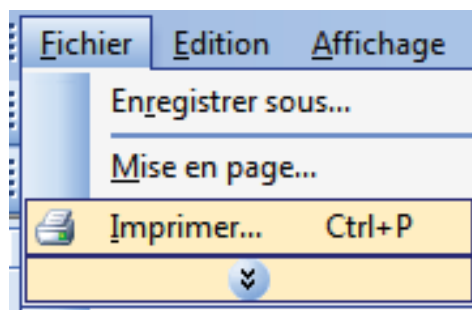 Fichier Edition Affichage
Enregistrer sous...
Mise en page...
Imprimer... Ctrl+P